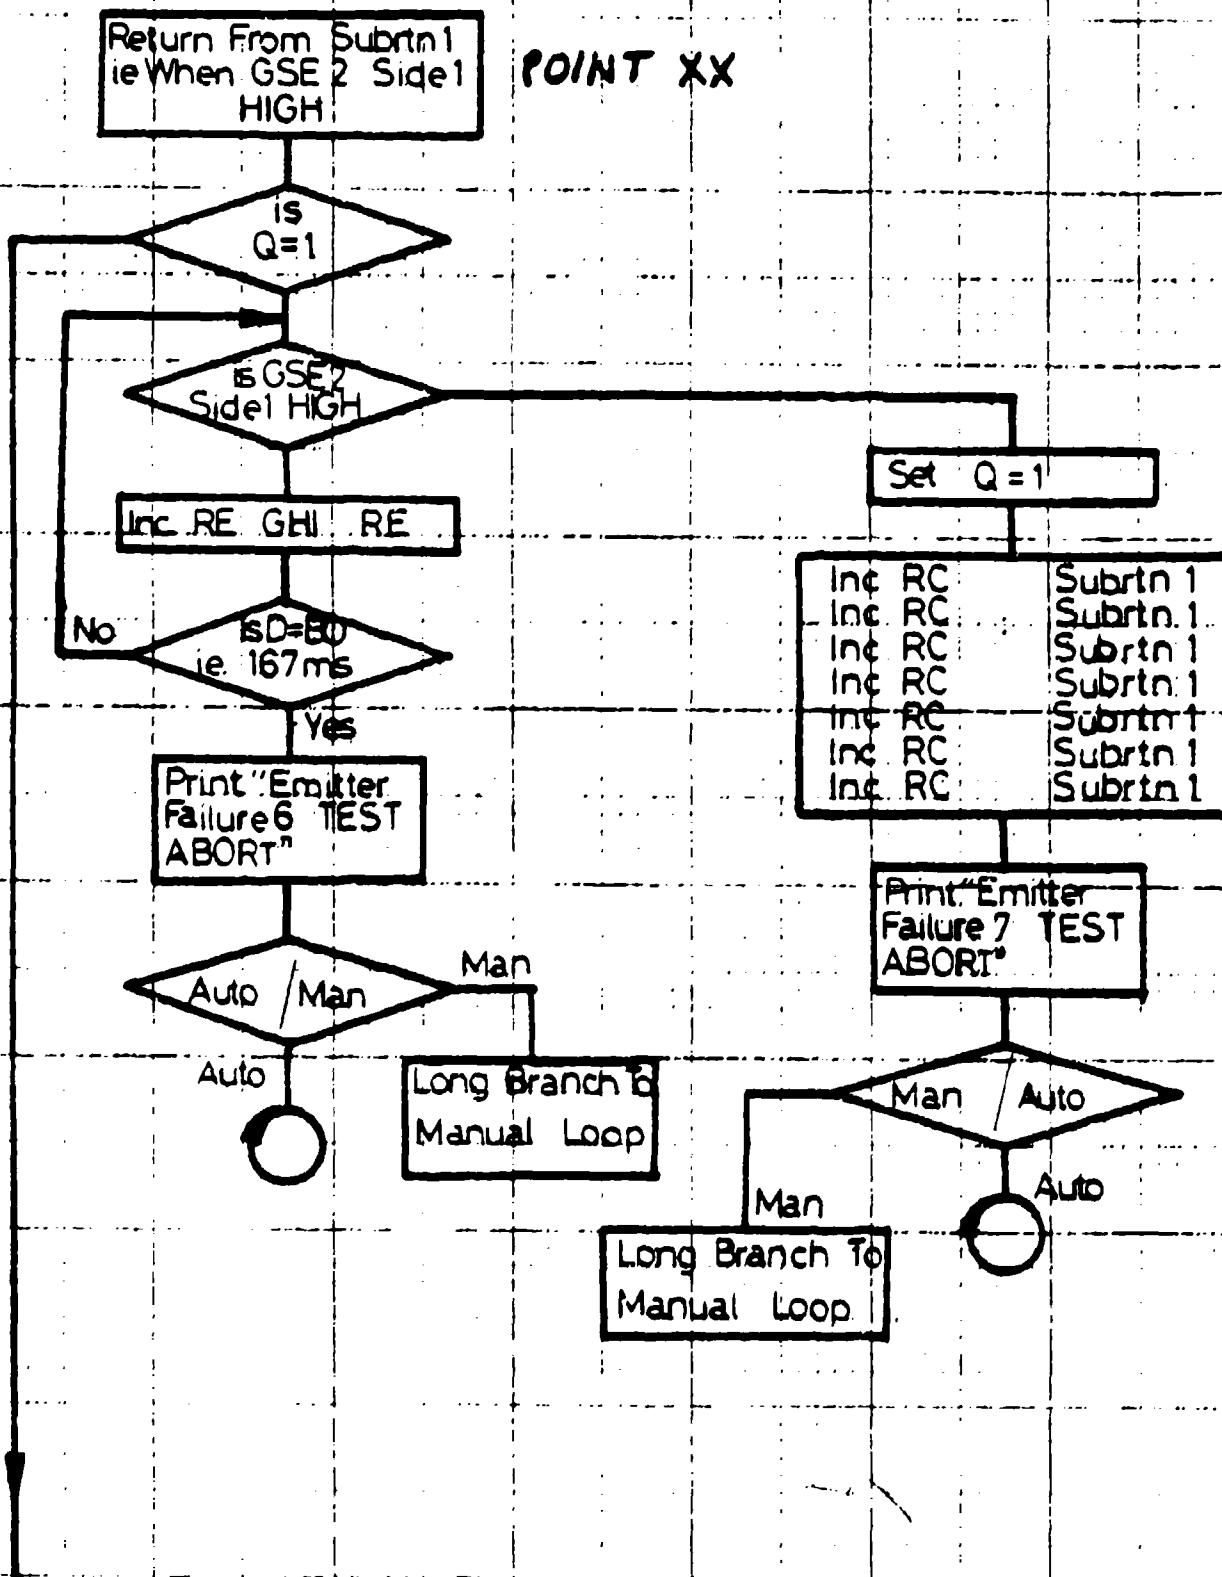 Return From Subrtn 1
ie When GSE 2 Side 1
HIGH
POINT XX
is
Q=1
is GSE 2
Side1 HIGH
Set Q = 1
Inc RE GHI RE
Inc RC Subrtn 1
Inc RC Subrtn 1
Inc RC Subrtn 1
Inc RC Subrtn 1
Inc RC Subrtn 1
Inc RC Subrtn 1
Inc RC Subrtn 1
No
is D=
ie. 167ms
Yes
Print "Emitter
Failure 6 TEST
ABORT"
Print "Emitter
Failure 7 TEST
ABORT"
Auto / Man
Man
Auto
Long Branch To
Manual Loop
Man / Auto
Man
Auto
Long Branch To
Manual Loop